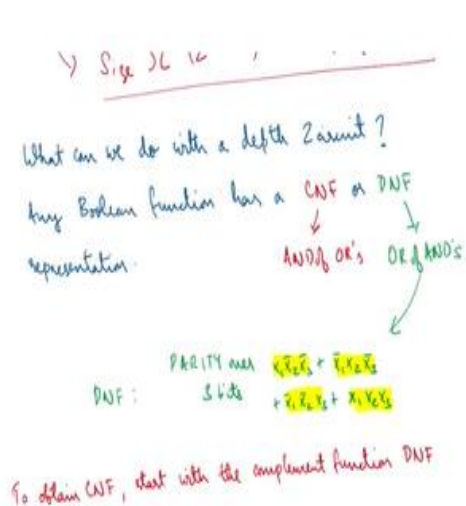 Size
What can we do with a depth 2 circuit?
Any Boolean function has a CNF or DNF
representation. AND of OR's OR of AND's
PARITY over x₁x̄₂x̄₃ + x̄₁x₂x̄₃
DNF: 3 bits + x̄₁x̄₂x₃ + x₁x₂x₃
To obtain CNF, start with the complement function DNF